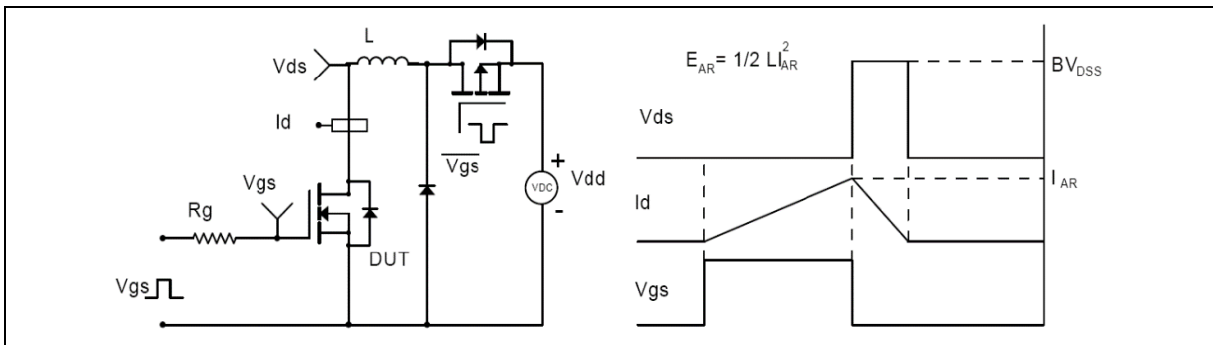 L
Vds
Id
Vgs
Vgs
Rg
DUT
Vgs
VDC
+
-
Vdd
E_AR = 1/2 LI_AR^2
BV_DSS
Vds
I_AR
Id
Vgs